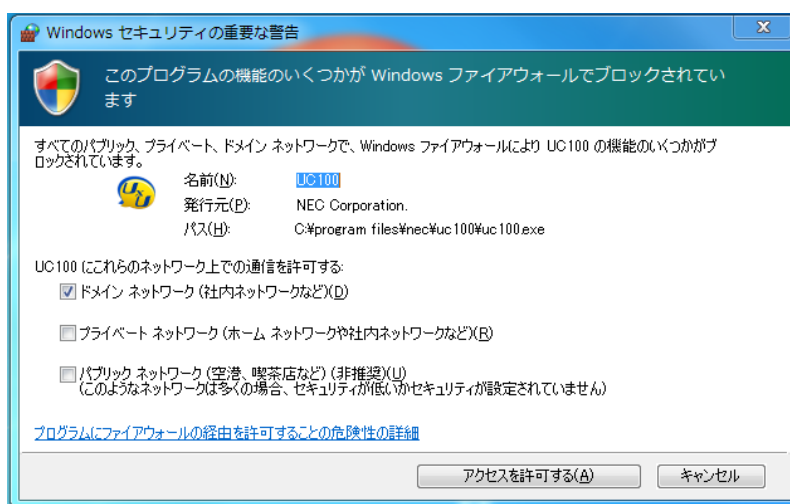 Windows セキュリティの重要な警告
このプログラムの機能のいくつかが Windows ファイアウォールでブロックされてい
ます
すべてのパブリック、プライベート、ドメイン ネットワークで、Windows ファイアウォールにより UC100 の機能のいくつかがブ
ロックされています。
名前(N): UC100
発行元(P): NEC Corporation.
パス(H): C:¥program files¥nec¥uc100¥uc100.exe
UC100 にこれらのネットワーク上での通信を許可する:
ドメイン ネットワーク (社内ネットワークなど)(D)
プライベート ネットワーク (ホーム ネットワークや社内ネットワークなど)(R)
パブリック ネットワーク (空港、喫茶店など) (非推奨)(U)
(このようなネットワークは多くの場合、セキュリティが低いかセキュリティが設定されていません)
プログラムにファイアウォールの経由を許可することの危険性の詳細
アクセスを許可する(A) キャンセル